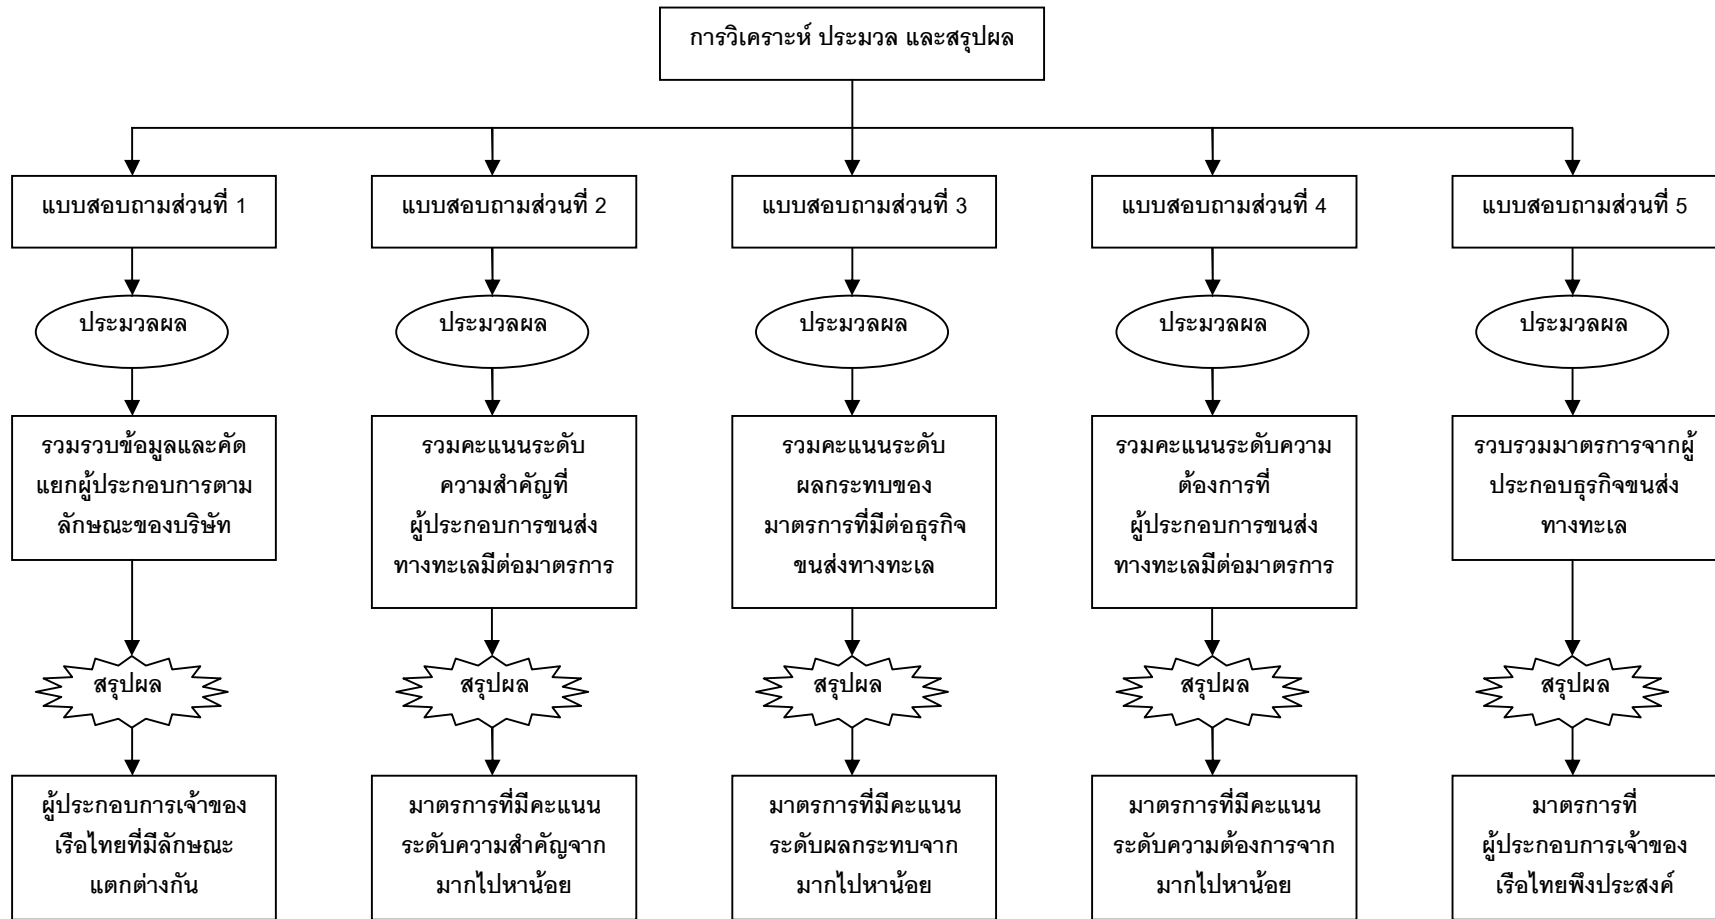 การวิเคราะห์ ประมวล และสรุปผล
แบบสอบถามส่วนที่ 1
แบบสอบถามส่วนที่ 2
แบบสอบถามส่วนที่ 3
แบบสอบถามส่วนที่ 4
แบบสอบถามส่วนที่ 5
ประมวลผล
ประมวลผล
ประมวลผล
ประมวลผล
ประมวลผล
รวมรวบข้อมูลและคัด
แยกผู้ประกอบการตาม
ลักษณะของบริษัท
รวมคะแนนระดับ
ความสำคัญที่
ผู้ประกอบการขนส่ง
ทางทะเลมีต่อมาตรการ
รวมคะแนนระดับ
ผลกระทบของ
มาตรการที่มีต่อธุรกิจ
ขนส่งทางทะเล
รวมคะแนนระดับความ
ต้องการที่
ผู้ประกอบการขนส่ง
ทางทะเลมีต่อมาตรการ
รวบรวมมาตรการจากผู้
ประกอบธุรกิจขนส่ง
ทางทะเล
สรุปผล
สรุปผล
สรุปผล
สรุปผล
สรุปผล
ผู้ประกอบการเจ้าของ
เรือไทยที่มีลักษณะ
แตกต่างกัน
มาตรการที่มีคะแนน
ระดับความสำคัญจาก
มากไปหาน้อย
มาตรการที่มีคะแนน
ระดับผลกระทบจาก
มากไปหาน้อย
มาตรการที่มีคะแนน
ระดับความต้องการจาก
มากไปหาน้อย
มาตรการที่
ผู้ประกอบการเจ้าของ
เรือไทยพึงประสงค์